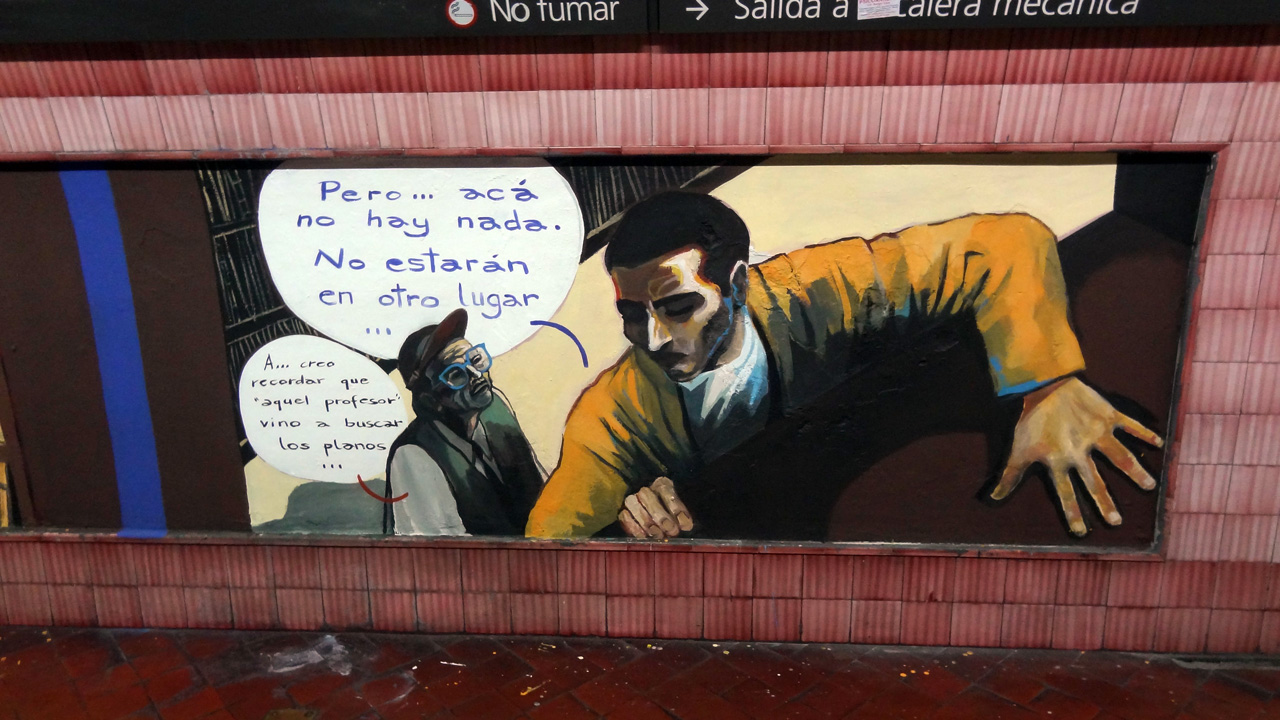 No fumar
→ Salida a calera mecánica
Pero... acá
no hay nada.
No estarán
en otro lugar
...
A... creo
recordar que
"aquel profesor"
vino a buscar
los planos
...